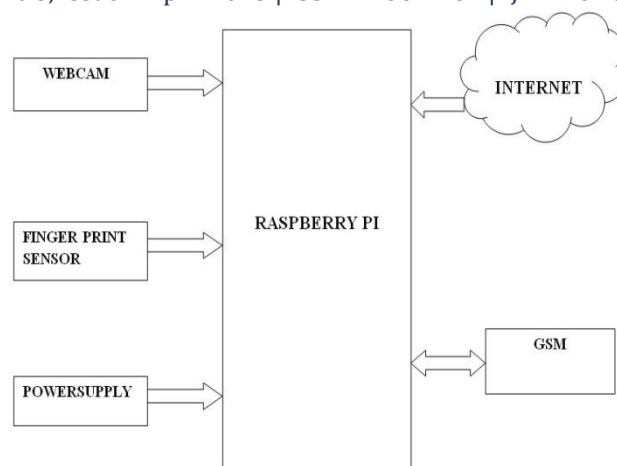 WEBCAM
INTERNET
FINGER PRINT
SENSOR
RASPBERRY PI
GSM
POWERSUPPLY